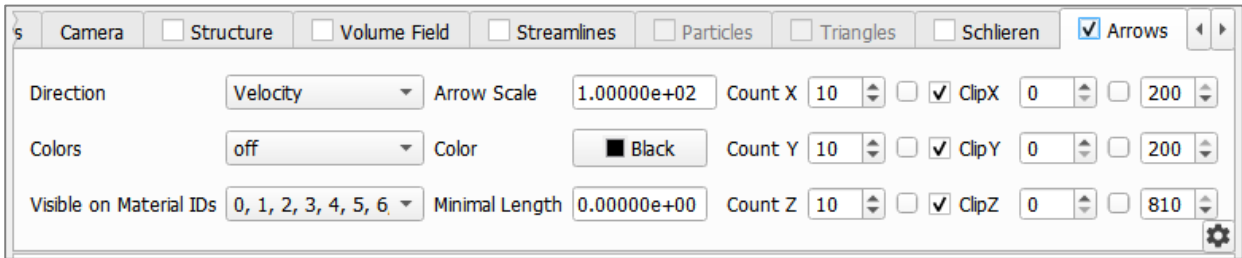 s Camera Structure Volume Field Streamlines Particles Triangles Schlieren Arrows
Direction Velocity Arrow Scale 1.00000e+02 Count X 10 ClipX 0 200
Colors off Color Black Count Y 10 ClipY 0 200
Visible on Material IDs 0, 1, 2, 3, 4, 5, 6, Minimal Length 0.00000e+00 Count Z 10 ClipZ 0 810